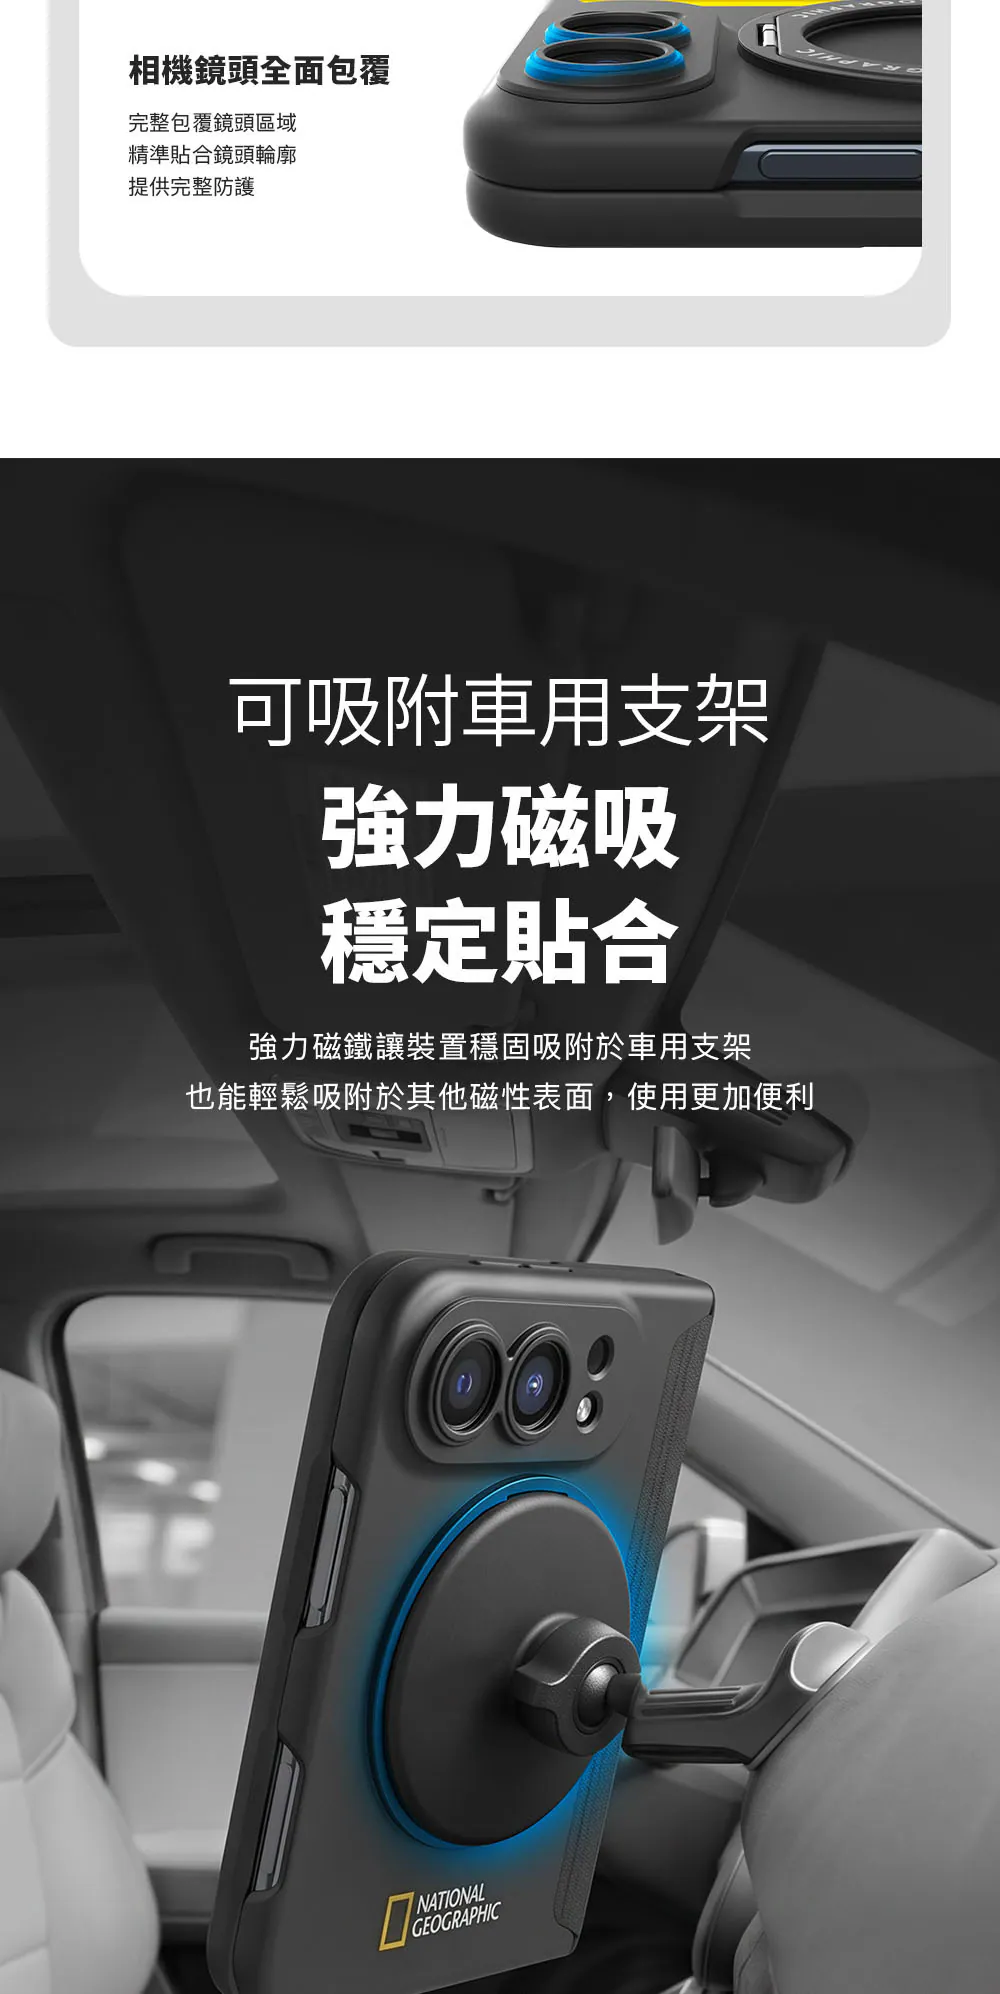 相機鏡頭全面包覆
完整包覆鏡頭區域
精準貼合鏡頭輪廓
提供完整防護
可吸附車用支架
強力磁吸
穩定貼合
強力磁鐵讓裝置穩固吸附於車用支架
也能輕鬆吸附於其他磁性表面，使用更加便利
NATIONAL
GEOGRAPHIC